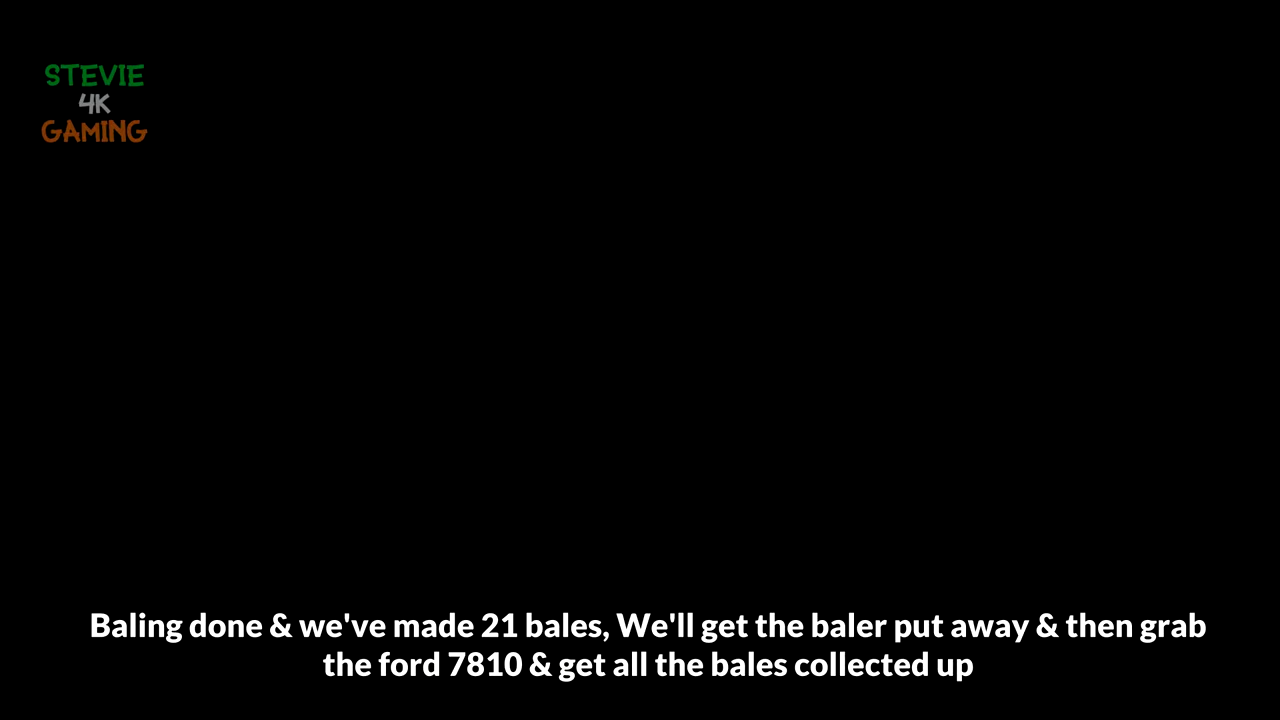 STEVIE
4K
GAMING
Baling done & we've made 21 bales, We'll get the baler put away & then grab
the ford 7810 & get all the bales collected up